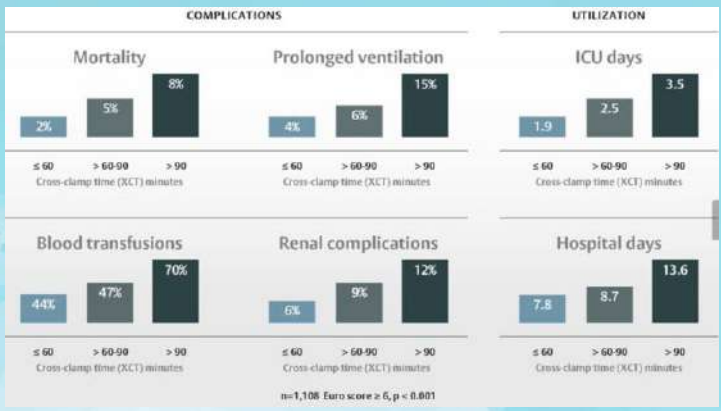 COMPLICATIONS
UTILIZATION
Mortality
2%
5%
8%
≤ 60 > 60-90 > 90
Cross-clamp time (XCT) minutes
Prolonged ventilation
4%
6%
15%
≤ 60 > 60-90 > 90
Cross-clamp time (XCT) minutes
ICU days
1.9
2.5
3.5
≤ 60 > 60-90 > 90
Cross-clamp time (XCT) minutes
Blood transfusions
44%
47%
70%
≤ 60 > 60-90 > 90
Cross-clamp time (XCT) minutes
Renal complications
6%
9%
12%
≤ 60 > 60-90 > 90
Cross-clamp time (XCT) minutes
Hospital days
7.8
8.7
13.6
≤ 60 > 60-90 > 90
Cross-clamp time (XCT) minutes
n=1,108 Euro score ≥ 6, p < 0.001